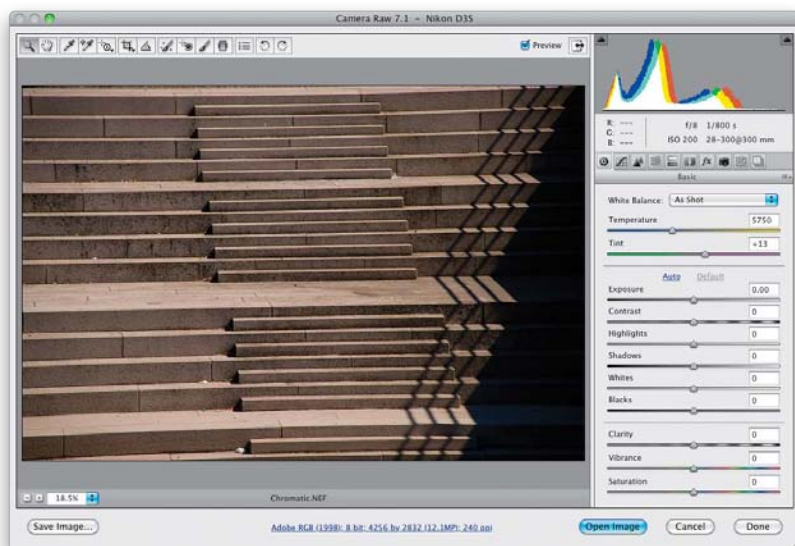 Camera Raw 7.1 – Nikon D3S
Preview
R: ---
G: ---
B: ---
f/8 1/800 s
ISO 200 28-300@300 mm
fx
Basic
White Balance: As Shot
Temperature 5750
Tint +13
Auto Default
Exposure 0.00
Contrast 0
Highlights 0
Shadows 0
Whites 0
Blacks 0
Clarity 0
Vibrance 0
Saturation 0
18.5%
Chromatic.NEF
Save Image...
Adobe RGB (1998); 8 bit; 4256 by 2832 (12.1MP); 240 ppi
Open Image
Cancel
Done